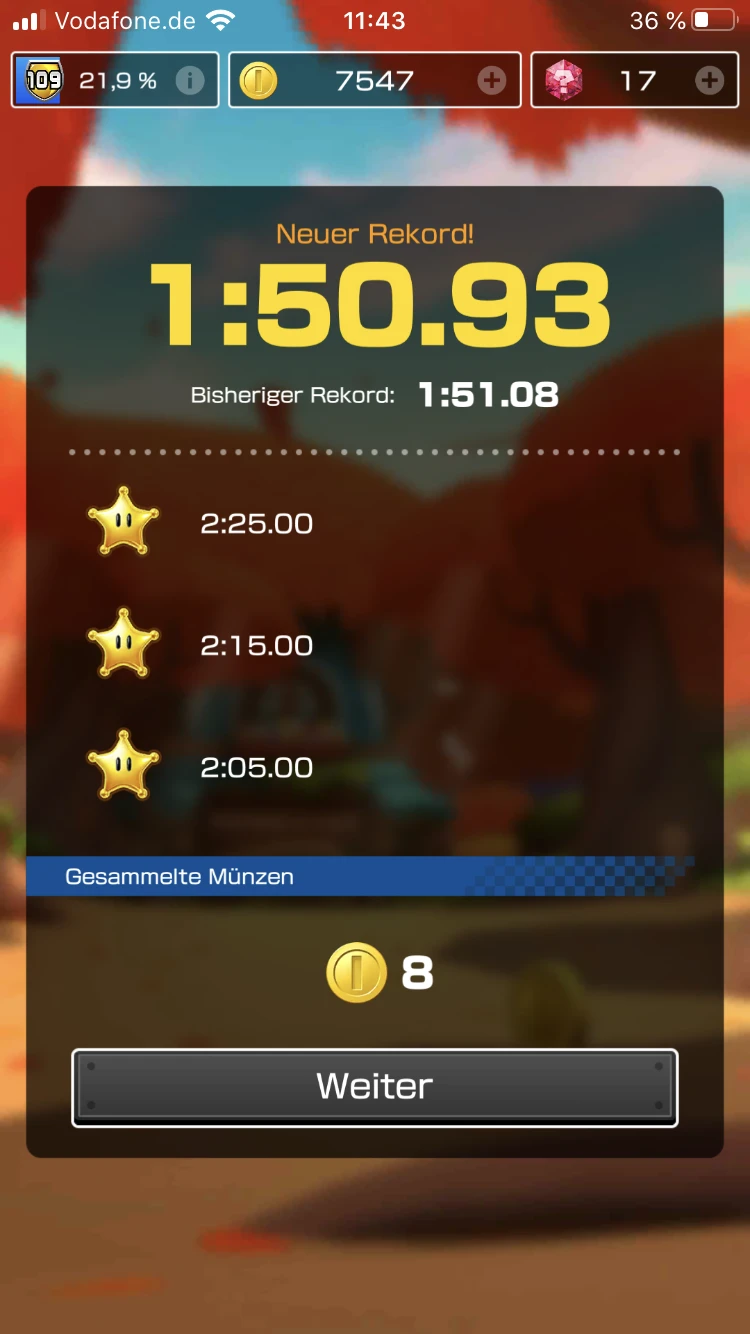 Vodafone.de 11:43 36 %
109 21,9 % i 7547 + ? 17 +
Neuer Rekord!
1:50.93
Bisheriger Rekord: 1:51.08
2:25.00
2:15.00
2:05.00
Gesammelte Münzen
8
Weiter